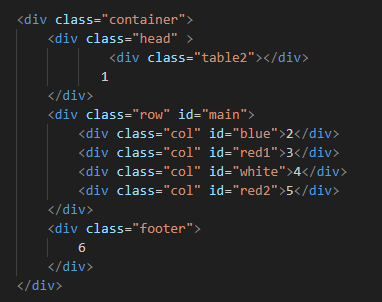 <div class="container">
    <div class="head" >
            <div class="table2"></div>
           1
    </div>
    <div class="row" id="main">
        <div class="col" id="blue">2</div>
        <div class="col" id="red1">3</div>
        <div class="col" id="white">4</div>
        <div class="col" id="red2">5</div>
    </div>
    <div class="footer">
        6
    </div>
</div>